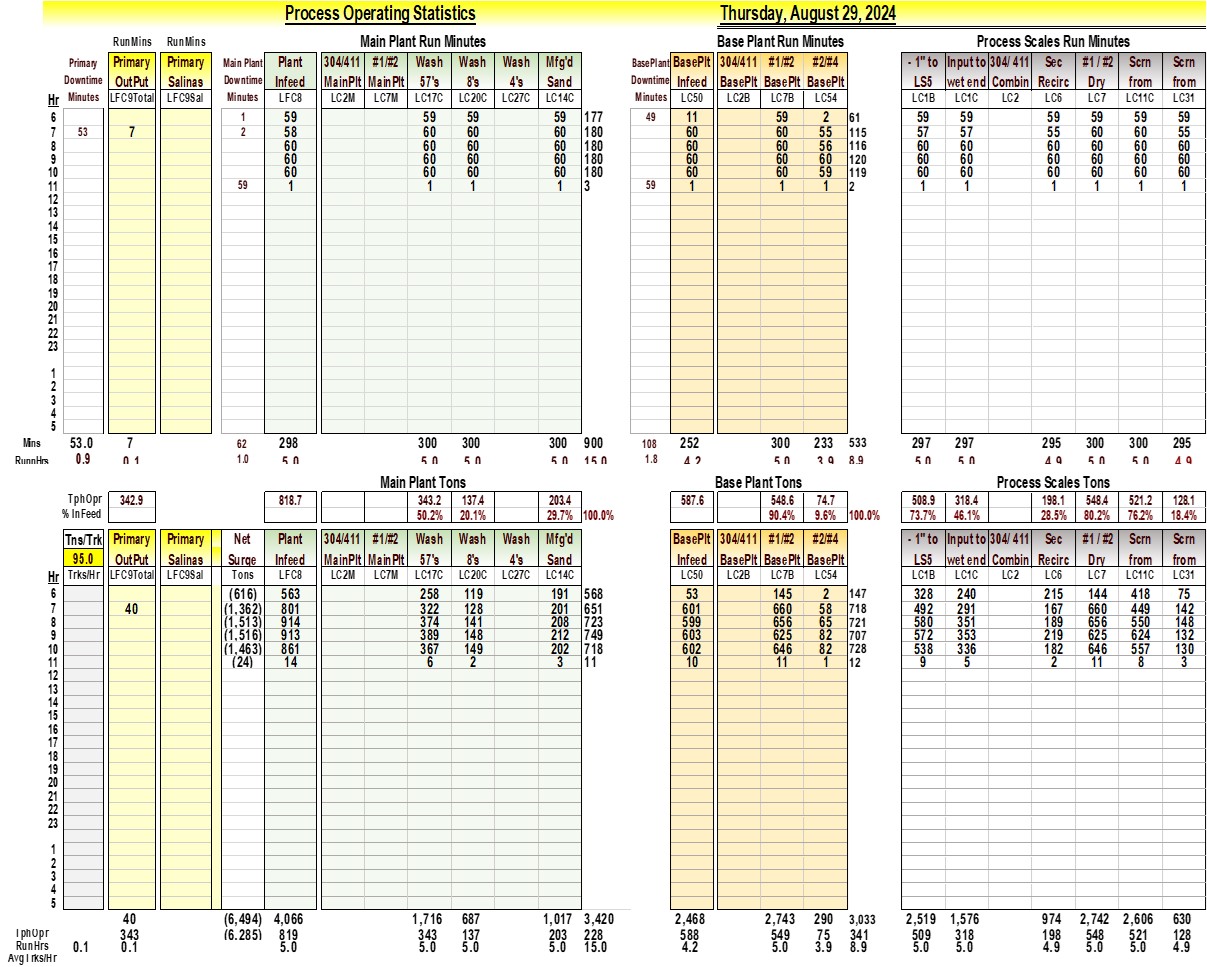 Process Operating Statistics Thursday, August 29, 2024
RunMins RunMins Main Plant Run Minutes Base Plant Run Minutes Process Scales Run Minutes
Primary Primary Primary Main Plant Plant 304/411 #1/#2 Wash Wash Wash Mfg'd BasePlant BasePlt 304/411 #1/#2 #2/#4 - 1" to Input to 304/ 411 Sec #1 / #2 Scrn Scrn
Downtime OutPut Salinas Downtime Infeed MainPlt MainPlt 57's 8's 4's Sand Downtime Infeed BasePlt BasePlt BasePlt LS5 wet end Combin Recirc Dry from from
Hr Minutes LFC9Total LFC9Sal Minutes LFC8 LC2M LC7M LC17C LC20C LC27C LC14C Minutes LC50 LC2B LC7B LC54 LC1B LC1C LC2 LC6 LC7 LC11C LC31
6 1 59 59 59 59 177 49 11 59 2 61 59 59 59 59 59 59
7 53 7 2 58 60 60 60 180 60 60 55 115 57 57 55 60 60 55
8 60 60 60 60 180 60 60 56 116 60 60 60 60 60 60
9 60 60 60 60 180 60 60 60 120 60 60 60 60 60 60
10 60 60 60 60 180 60 60 59 119 60 60 60 60 60 60
11 59 1 1 1 1 3 59 1 1 1 2 1 1 1 1 1 1
12
13
14
15
16
17
18
19
20
21
22
23
1
2
3
4
5
Mins 53.0 7 62 298 300 300 300 900 108 252 300 233 533 297 297 295 300 300 295
RunnHrs 0.9 0.1 1.0 5.0 5.0 5.0 5.0 15.0 1.8 4.2 5.0 3.9 8.9 5.0 5.0 4.9 5.0 5.0 4.9
Main Plant Tons Base Plant Tons Process Scales Tons
TphOpr 342.9 818.7 343.2 137.4 203.4 587.6 548.6 74.7 508.9 318.4 198.1 548.4 521.2 128.1
% InFeed 50.2% 20.1% 29.7% 100.0% 90.4% 9.6% 100.0% 73.7% 46.1% 28.5% 80.2% 76.2% 18.4%
Tns/Trk Primary Primary Net Plant 304/411 #1/#2 Wash Wash Wash Mfg'd BasePlt 304/411 #1/#2 #2/#4 - 1" to Input to 304/ 411 Sec #1 / #2 Scrn Scrn
95.0 OutPut Salinas Surge Infeed MainPlt MainPlt 57's 8's 4's Sand Infeed BasePlt BasePlt BasePlt LS5 wet end Combin Recirc Dry from from
Hr Trks/Hr LFC9Total LFC9Sal Tons LFC8 LC2M LC7M LC17C LC20C LC27C LC14C LC50 LC2B LC7B LC54 LC1B LC1C LC2 LC6 LC7 LC11C LC31
6 (616) 563 258 119 191 568 53 145 2 147 328 240 215 144 418 75
7 40 (1,362) 801 322 128 201 651 601 660 58 718 492 291 167 660 449 142
8 (1,513) 914 374 141 208 723 599 656 65 721 580 351 189 656 550 148
9 (1,516) 913 389 148 212 749 603 625 82 707 572 353 219 625 624 132
10 (1,463) 861 367 149 202 718 602 646 82 728 538 336 182 646 557 130
11 (24) 14 6 2 3 11 10 11 1 12 9 5 2 11 8 3
12
13
14
15
16
17
18
19
20
21
22
23
1
2
3
4
5
40 (6,494) 4,066 1,716 687 1,017 3,420 2,468 2,743 290 3,033 2,519 1,576 974 2,742 2,606 630
TphOpr 343 (6.285) 819 343 137 203 228 588 549 75 341 509 318 198 548 521 128
RunHrs 0.1 0.1 5.0 5.0 5.0 5.0 15.0 4.2 5.0 3.9 8.9 5.0 5.0 4.9 5.0 5.0 4.9
AvgTrks/Hr